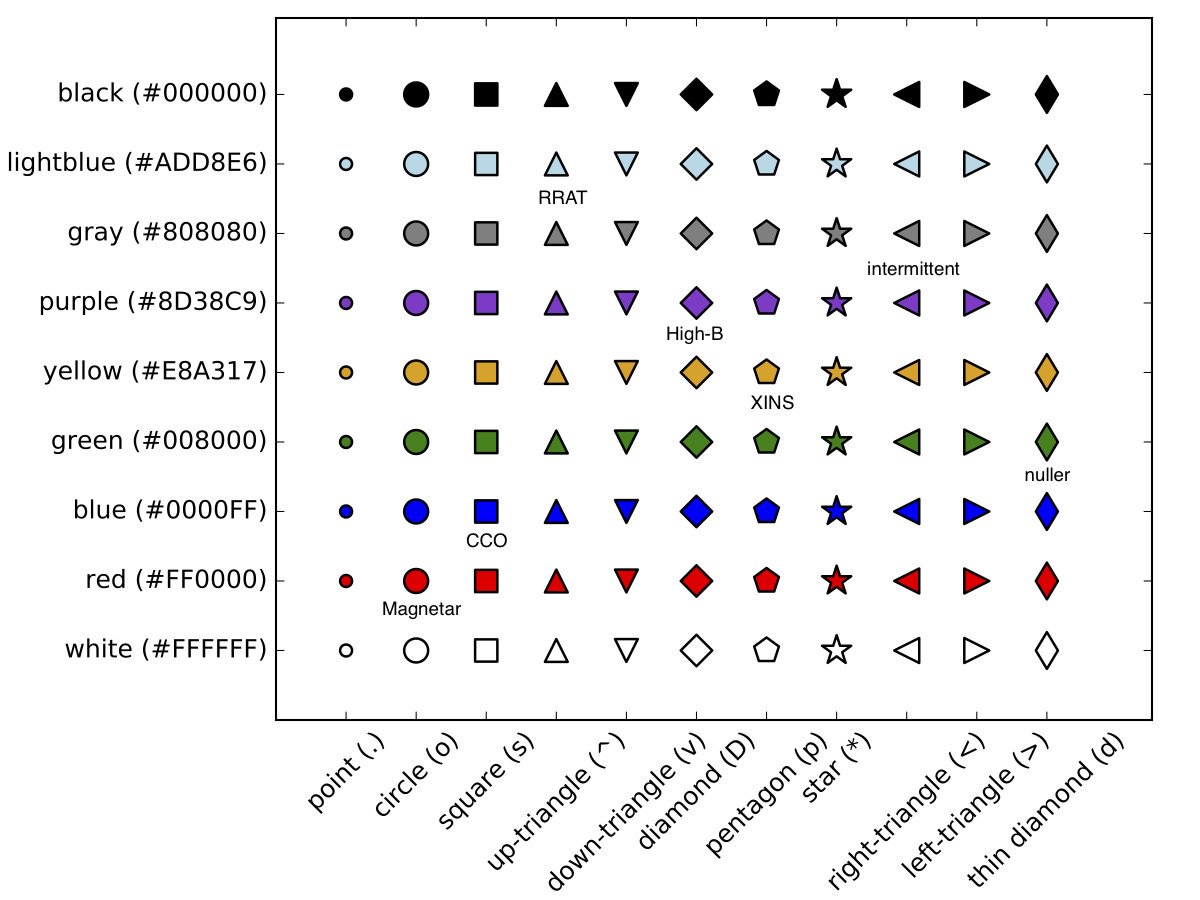 black (#000000)
lightblue (#ADD8E6)
RRAT
gray (#808080)
intermittent
purple (#8D38C9)
High-B
yellow (#E8A317)
XINS
green (#008000)
nuller
blue (#0000FF)
CCO
red (#FF0000)
Magnetar
white (#FFFFFF)
point (.)
circle (o)
square (s)
up-triangle (^)
down-triangle (v)
diamond (D)
pentagon (p)
star (*)
right-triangle (<)
left-triangle (>)
thin diamond (d)